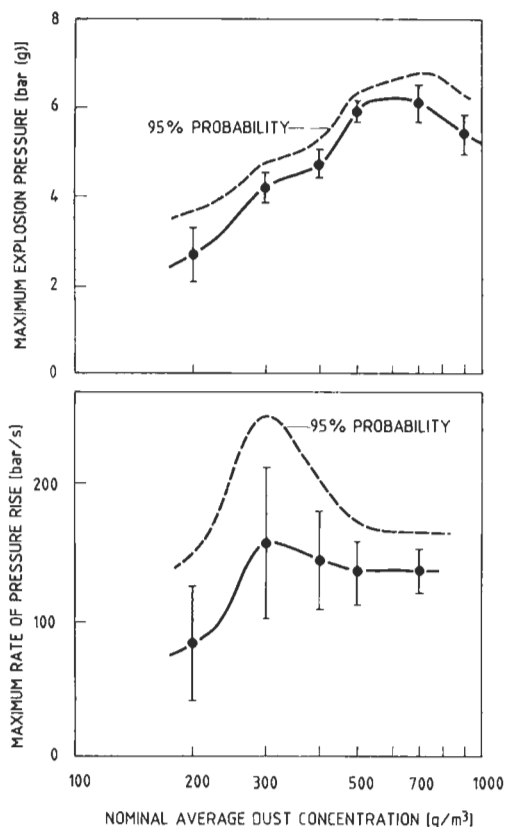 8
6
4
2
0
MAXIMUM EXPLOSION PRESSURE [bar (g)]
95% PROBABILITY
200
100
0
MAXIMUM RATE OF PRESSURE RISE [bar/s]
95% PROBABILITY
100 200 300 500 700 1000
NOMINAL AVERAGE DUST CONCENTRATION [g/m³]